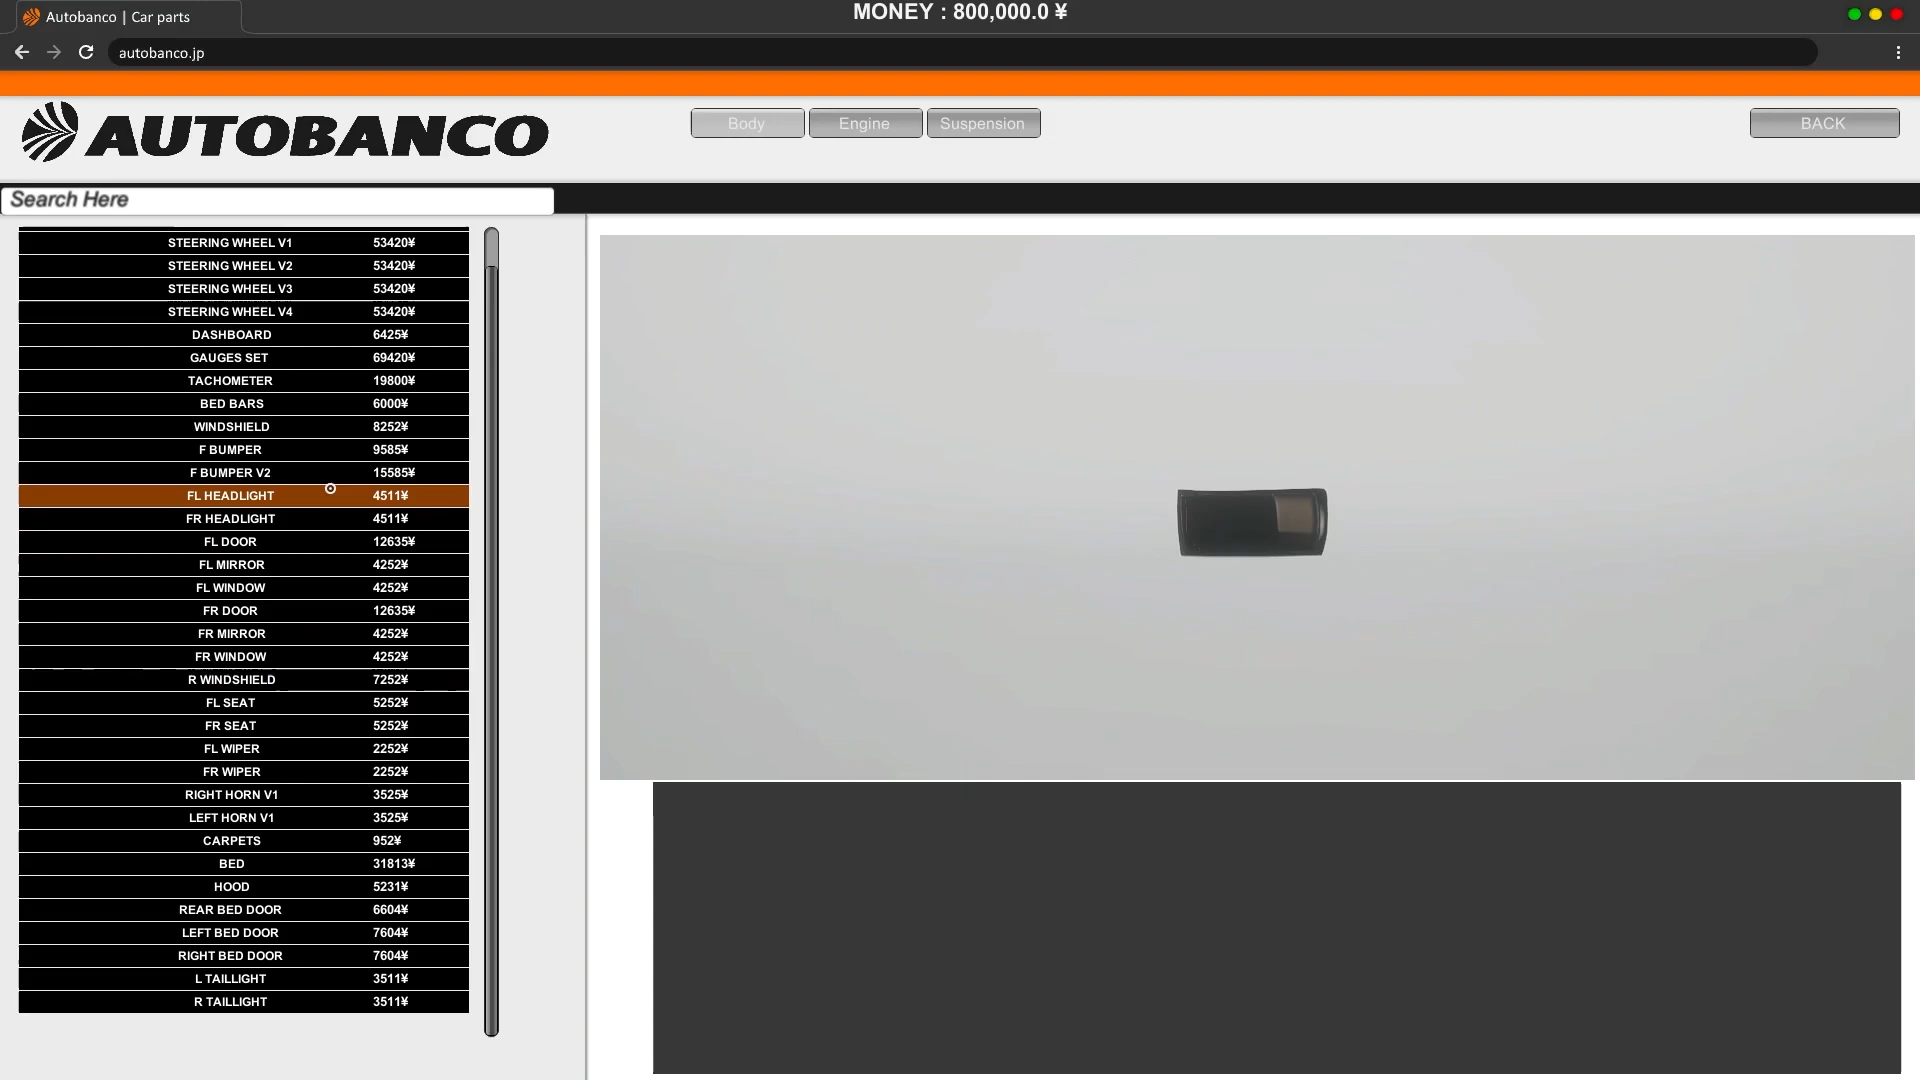 Autobanco | Car parts
MONEY : 800,000.0 ¥
autobanco.jp
AUTOBANCO
Body
Engine
Suspension
BACK
Search Here
STEERING WHEEL V1 53420¥
STEERING WHEEL V2 53420¥
STEERING WHEEL V3 53420¥
STEERING WHEEL V4 53420¥
DASHBOARD 6425¥
GAUGES SET 69420¥
TACHOMETER 19800¥
BED BARS 6000¥
WINDSHIELD 8252¥
F BUMPER 9585¥
F BUMPER V2 15585¥
FL HEADLIGHT 4511¥
FR HEADLIGHT 4511¥
FL DOOR 12635¥
FL MIRROR 4252¥
FL WINDOW 4252¥
FR DOOR 12635¥
FR MIRROR 4252¥
FR WINDOW 4252¥
R WINDSHIELD 7252¥
FL SEAT 5252¥
FR SEAT 5252¥
FL WIPER 2252¥
FR WIPER 2252¥
RIGHT HORN V1 3525¥
LEFT HORN V1 3525¥
CARPETS 952¥
BED 31813¥
HOOD 5231¥
REAR BED DOOR 6604¥
LEFT BED DOOR 7604¥
RIGHT BED DOOR 7604¥
L TAILLIGHT 3511¥
R TAILLIGHT 3511¥